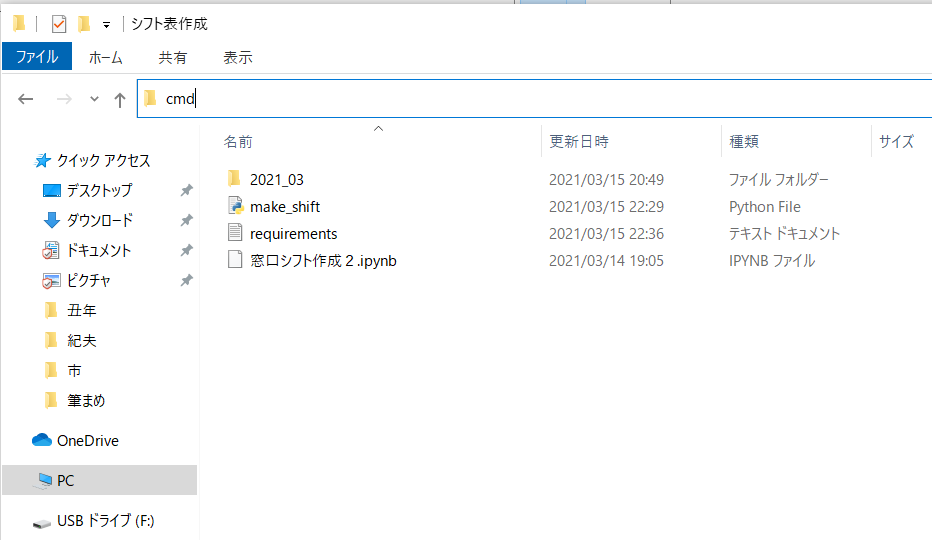 シフト表作成
ファイル ホーム 共有 表示
cmd
名前 更新日時 種類 サイズ
クイック アクセス
デスクトップ
ダウンロード
ドキュメント
ピクチャ
丑年
紀夫
市
筆まめ
OneDrive
PC
USB ドライブ (F:)
2021_03 2021/03/15 20:49 ファイル フォルダー
make_shift 2021/03/15 22:29 Python File
requirements 2021/03/15 22:36 テキスト ドキュメント
窓口シフト作成２.ipynb 2021/03/14 19:05 IPYNB ファイル